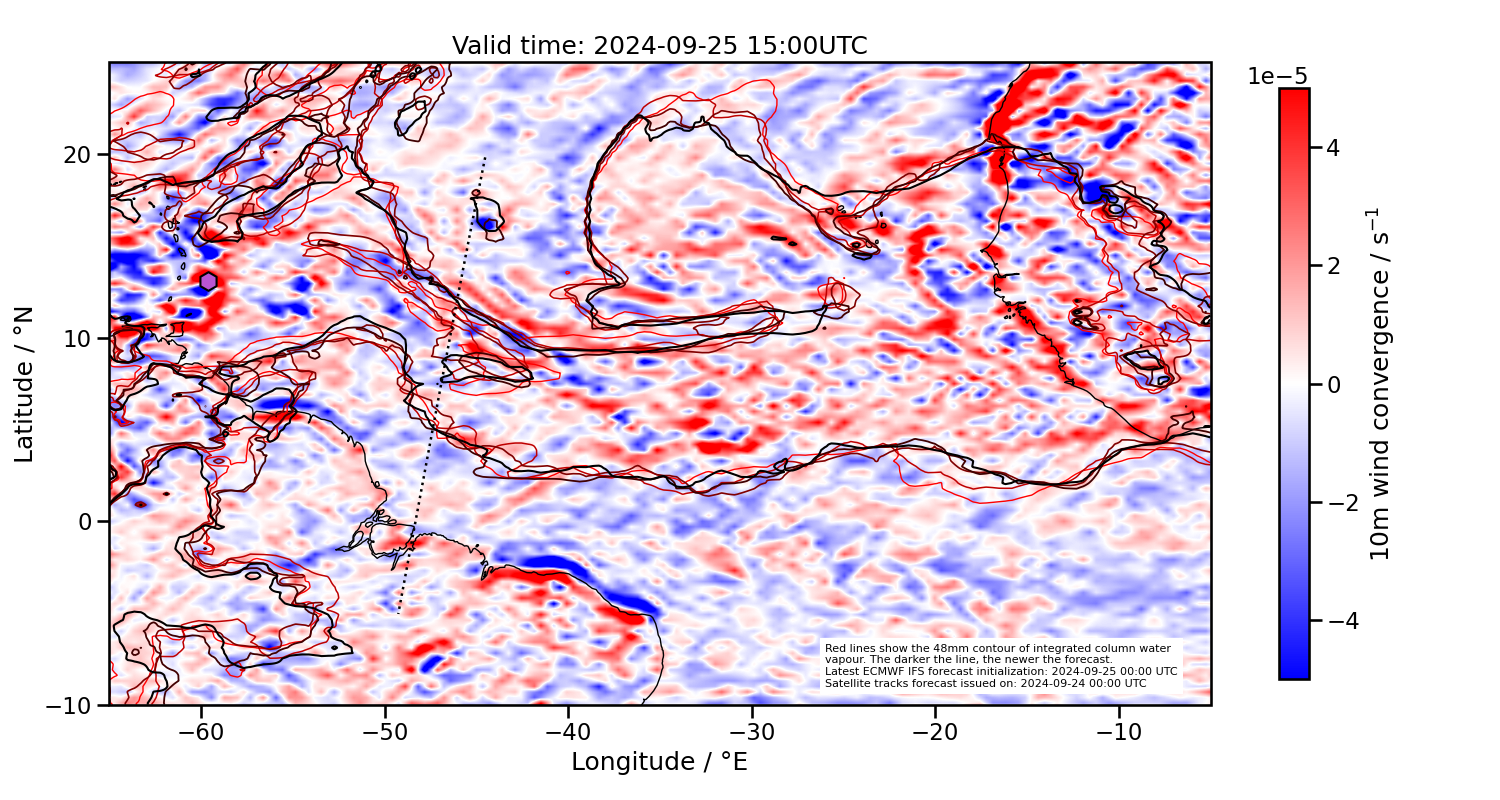 Valid time: 2024-09-25 15:00UTC
1e−5
Latitude / °N
20
10
0
−10
−60
−50
−40
−30
−20
−10
Longitude / °E
4
2
0
−2
−4
10m wind convergence / s⁻¹
Red lines show the 48mm contour of integrated column water
vapour. The darker the line, the newer the forecast.
Latest ECMWF IFS forecast initialization: 2024-09-25 00:00 UTC
Satellite tracks forecast issued on: 2024-09-24 00:00 UTC